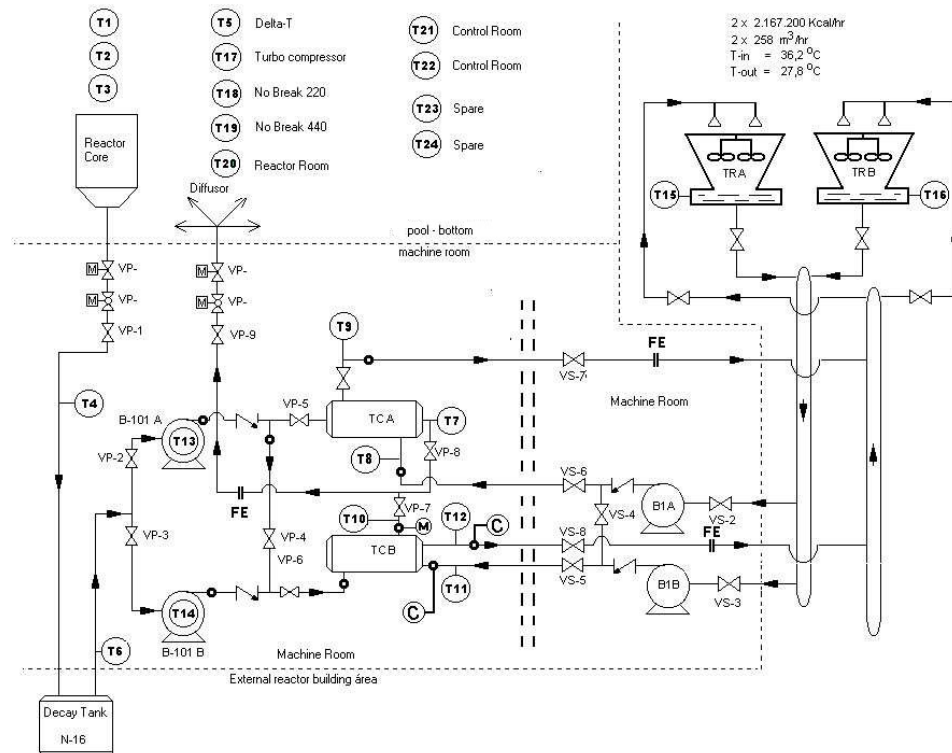 T1
T2
T3
T5 Delta-T
T17 Turbo compressor
T18 No Break 220
T19 No Break 440
T20 Reactor Room
T21 Control Room
T22 Control Room
T23 Spare
T24 Spare
2 x 2.167.200 Kcal/hr
2 x 258 m³/hr
T-in = 36,2 ºC
T-out = 27,8 ºC
Reactor
Core
Diffusor
TRA
TRB
T15
T16
pool - bottom
machine room
M VP-
M VP-
M VP-
M VP-
VP-1
VP-9
T9
FE
VS-7
Machine Room
T4
B-101 A
T13
VP-5
TCA
T7
VP-8
T8
VP-2
VS-6
VS-4
B1A
VS-2
FE
VP-7
T10
M
T12
C
VP-3
VP-4
VP-6
TCB
VS-8
FE
VS-5
T11
C
B1B
VS-3
T14
B-101 B
T6
Machine Room
External reactor building área
Decay Tank
N-16